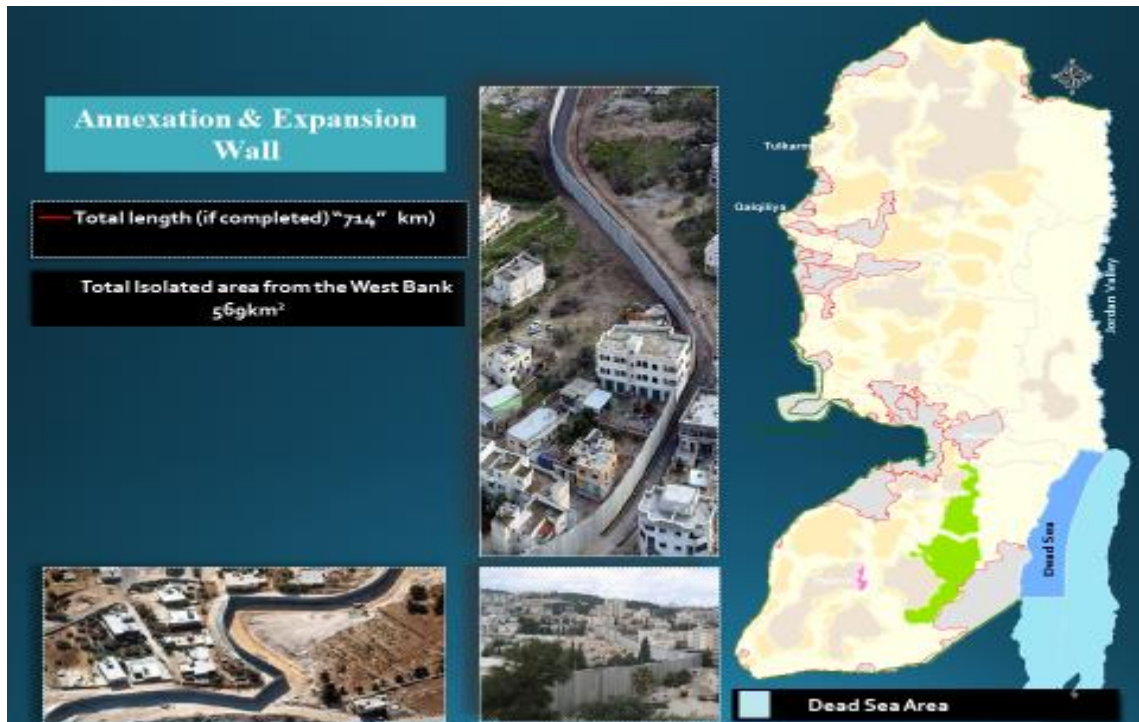 Annexation & Expansion
Wall
Total length (if completed) "714" km)
Total Isolated area from the West Bank
569km²
Tulkarm
Qalqiliya
Jordan Valley
Dead Sea
Dead Sea Area